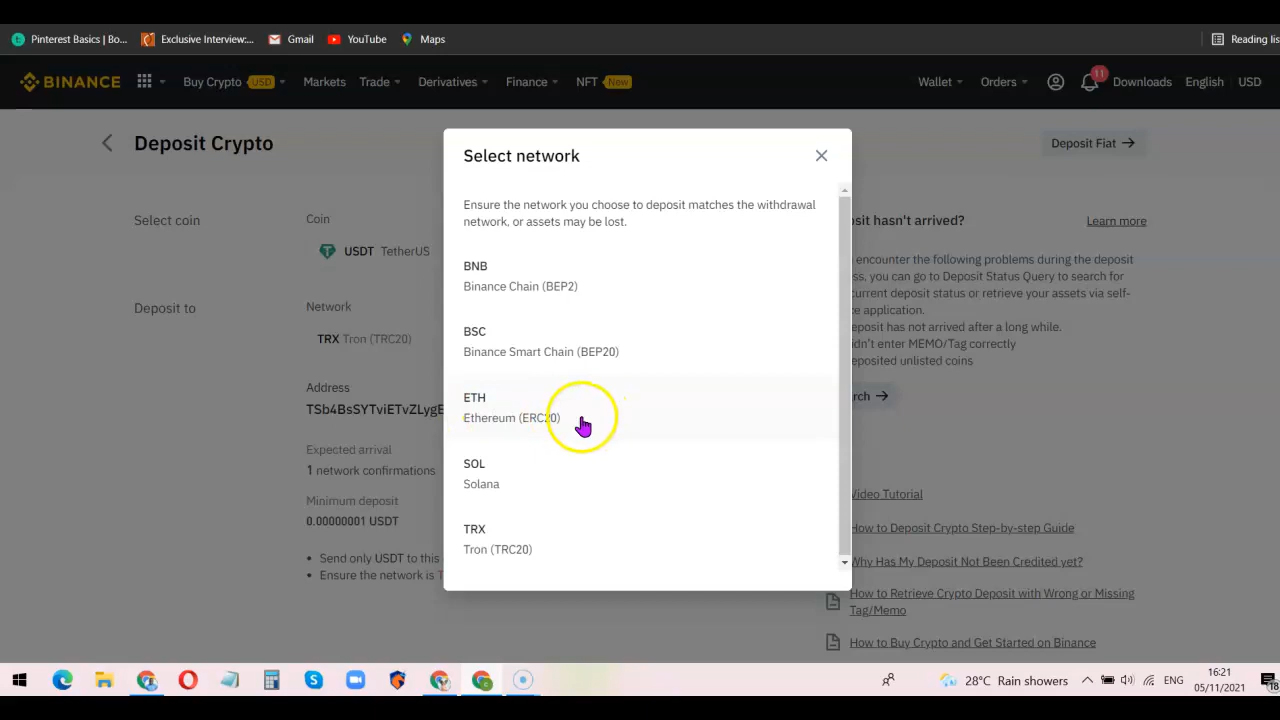 Pinterest Basics | Bo...
Exclusive Interview:...
Gmail
YouTube
Maps
Reading list
BINANCE
Buy Crypto
USD
Markets
Trade
Derivatives
Finance
NFT
New
Wallet
Orders
11
Downloads
English
USD
Deposit Crypto
Deposit Fiat
Select coin
Coin
USDT TetherUS
Deposit to
Network
TRX Tron (TRC20)
Address
TSb4BsSYTviETvZLygE
Expected arrival
1 network confirmations
Minimum deposit
0.00000001 USDT
• Send only USDT to this
• Ensure the network is T
Select network
Ensure the network you choose to deposit matches the withdrawal
network, or assets may be lost.
BNB
Binance Chain (BEP2)
BSC
Binance Smart Chain (BEP20)
ETH
Ethereum (ERC20)
SOL
Solana
TRX
Tron (TRC20)
sit hasn't arrived?
Learn more
encounter the following problems during the deposit
ess, you can go to Deposit Status Query to search for
current deposit status or retrieve your assets via self-
ce application.
eposit has not arrived after a long while.
dn't enter MEMO/Tag correctly
eposited unlisted coins
rch
Video Tutorial
How to Deposit Crypto Step-by-step Guide
Why Has My Deposit Not Been Credited yet?
How to Retrieve Crypto Deposit with Wrong or Missing
Tag/Memo
How to Buy Crypto and Get Started on Binance
28°C Rain showers
ENG
16:21
05/11/2021
18